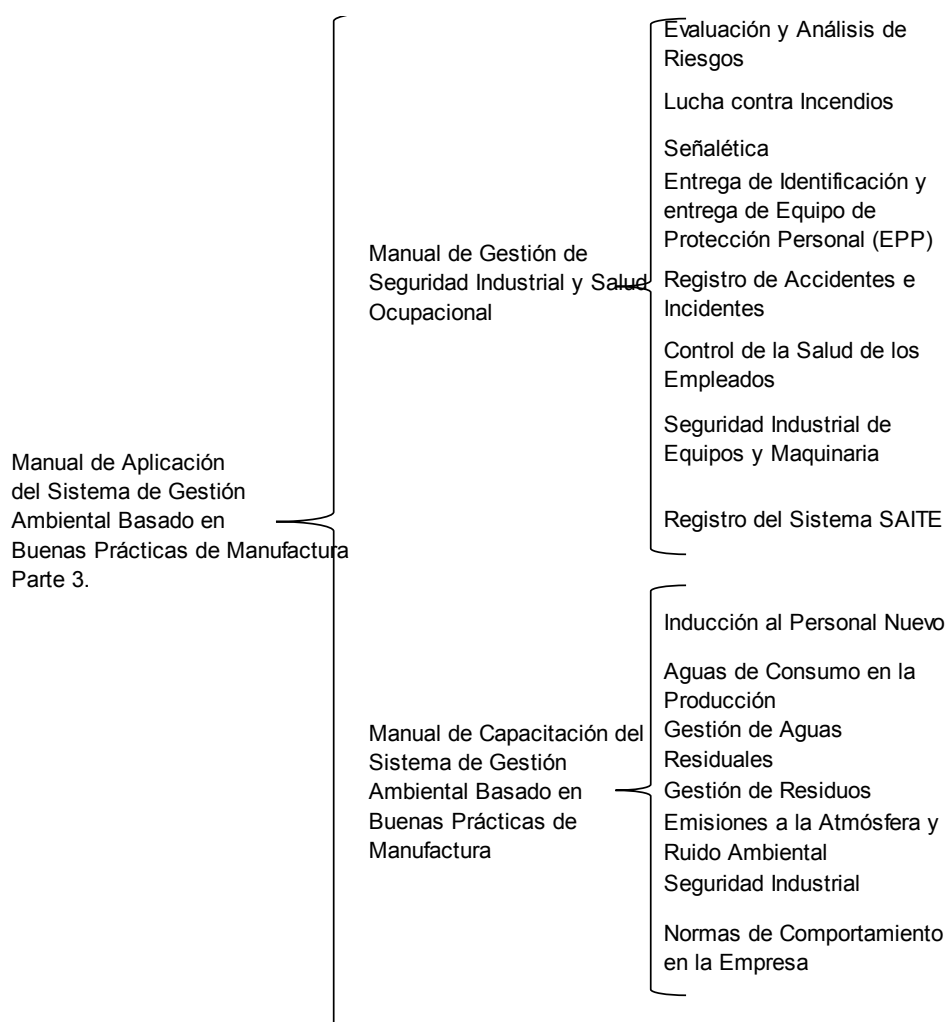 Manual de Aplicación
del Sistema de Gestión
Ambiental Basado en
Buenas Prácticas de Manufactura
Parte 3.
Manual de Gestión de
Seguridad Industrial y Salud
Ocupacional
Evaluación y Análisis de
Riesgos
Lucha contra Incendios
Señalética
Entrega de Identificación y
entrega de Equipo de
Protección Personal (EPP)
Registro de Accidentes e
Incidentes
Control de la Salud de los
Empleados
Seguridad Industrial de
Equipos y Maquinaria
Registro del Sistema SAITE
Manual de Capacitación del
Sistema de Gestión
Ambiental Basado en
Buenas Prácticas de
Manufactura
Inducción al Personal Nuevo
Aguas de Consumo en la
Producción
Gestión de Aguas
Residuales
Gestión de Residuos
Emisiones a la Atmósfera y
Ruido Ambiental
Seguridad Industrial
Normas de Comportamiento
en la Empresa